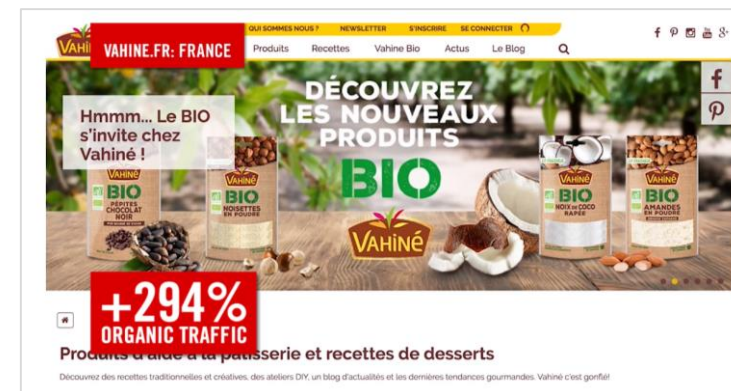 QUI SOMMES NOUS ? NEWSLETTER S'INSCRIRE SE CONNECTER
VAHINE.FR: FRANCE
Produits Recettes Vahine Bio Actus Le Blog
DÉCOUVREZ
LES NOUVEAUX
PRODUITS
BIO
VAHINÉ
Hmmm... Le BIO
s'invite chez
Vahiné !
VAHINÉ
BIO
PÉPITES
CHOCOLAT
NOIR
VAHINÉ
BIO
NOISETTES
EN POUDRE
VAHINÉ
BIO
NOIX DE COCO
RAPÉE
VAHINÉ
BIO
AMANDES
EN POUDRE
+294%
ORGANIC TRAFFIC
Produits d'aide à la pâtisserie et recettes de desserts
Découvrez des recettes traditionnelles et créatives, des ateliers DIY, un blog d'actualités et les dernières tendances gourmandes. Vahiné c'est gonflé!